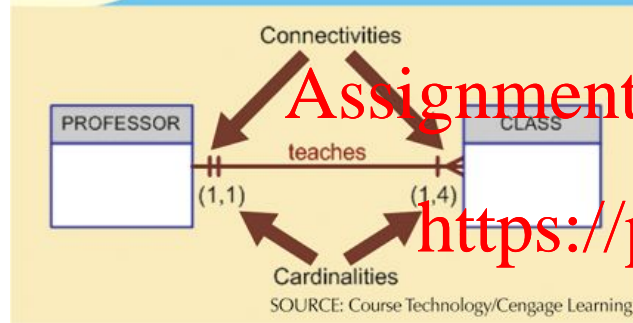 Connectivities
Assignment
PROFESSOR
CLASS
teaches
(1,1)
(1,4)
https://p
Cardinalities
SOURCE: Course Technology/Cengage Learning